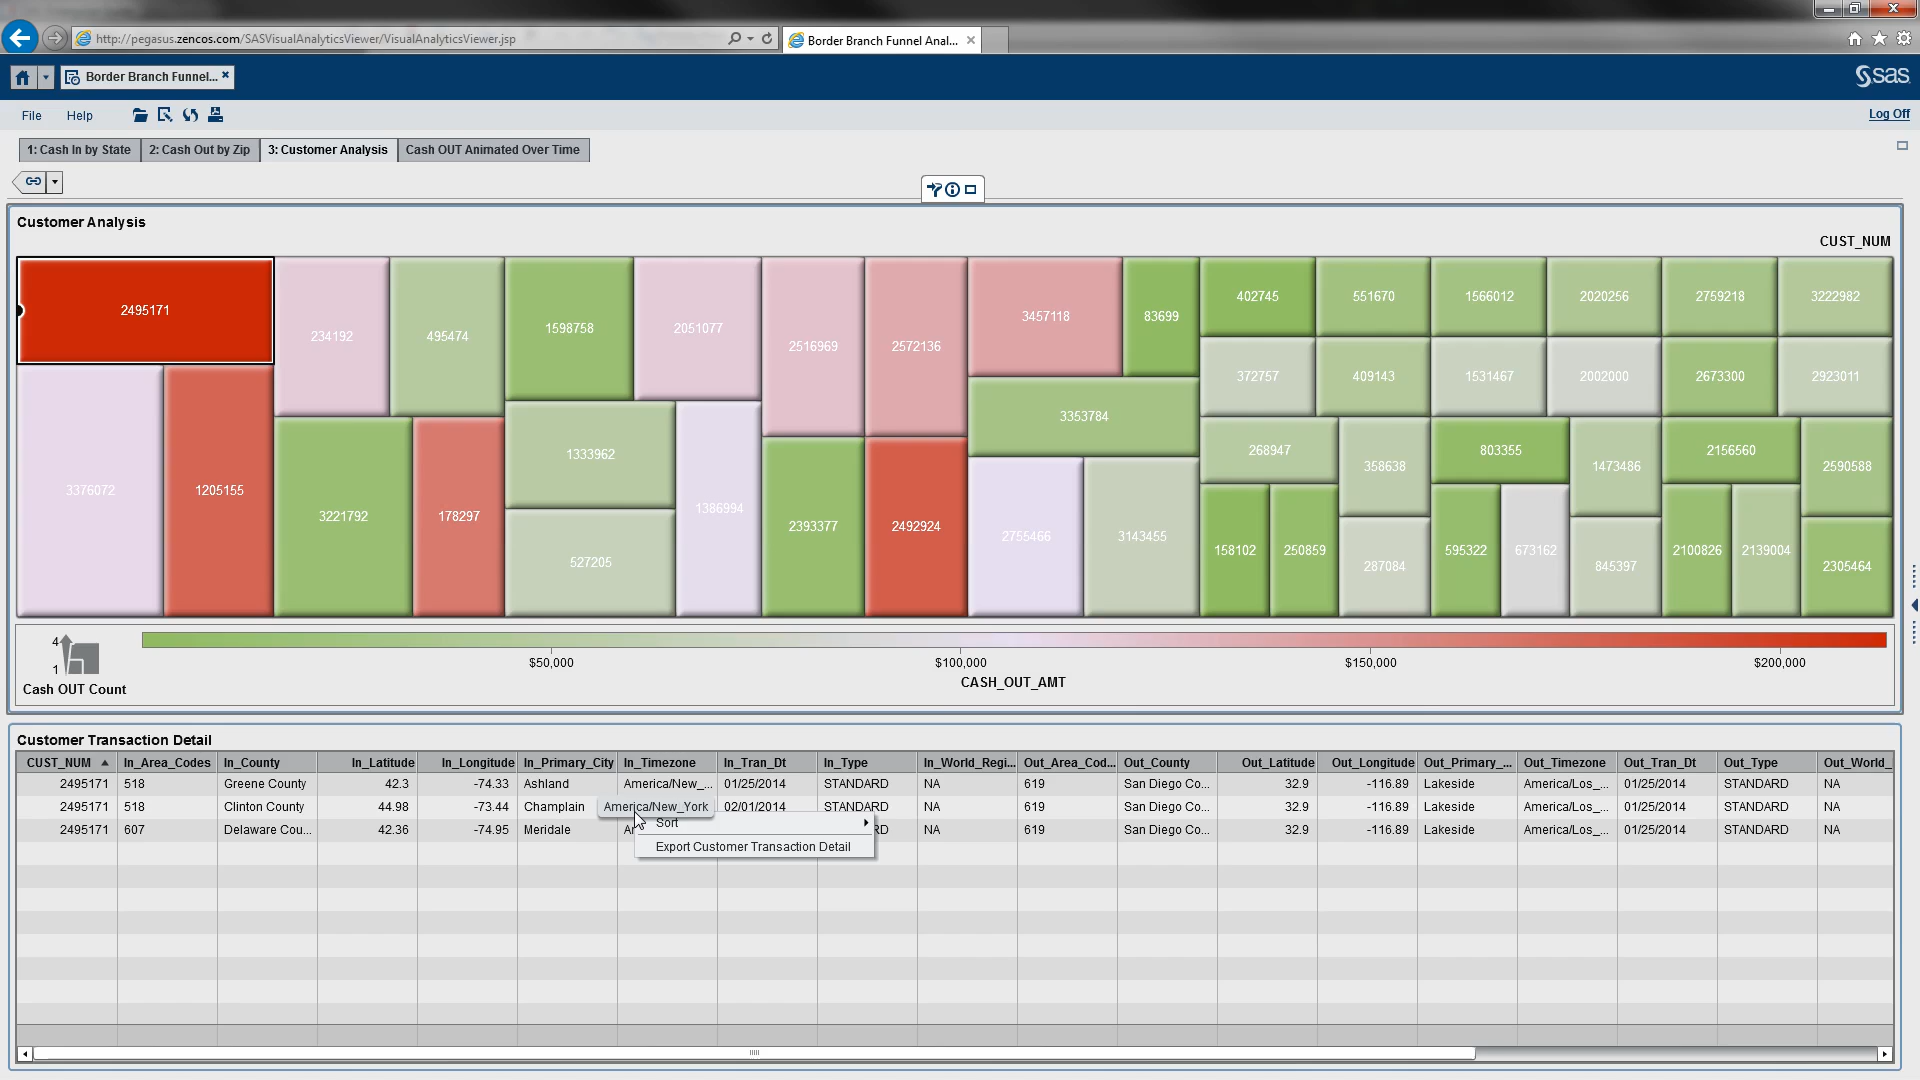 http://pegasus.zencos.com/SASVisualAnalyticsViewer/VisualAnalyticsViewer.jsp
Border Branch Funnel Anal...
Border Branch Funnel...
sas
File Help
Log Off
1: Cash In by State 2: Cash Out by Zip 3: Customer Analysis Cash OUT Animated Over Time
Customer Analysis
CUST_NUM
2495171 234192 495474 1598758 2051077 2516969 2572136 3457118 83699 402745 551670 1566012 2020256 2759218 3222982
372757 409143 1531467 2002000 2673300 2923011
3353784
3376072 1205155 3221792 178297 1333962 1386994 2393377 2492924 268947 358638 803355 1473486 2156560 2590588
527205 2755466 3143455 158102 250859 287084 595322 673162 845397 2100826 2139004 2305464
4
1
Cash OUT Count
$50,000 $100,000 $150,000 $200,000
CASH_OUT_AMT
Customer Transaction Detail
CUST_NUM In_Area_Codes In_County In_Latitude In_Longitude In_Primary_City In_Timezone In_Tran_Dt In_Type In_World_Regi... Out_Area_Cod... Out_County Out_Latitude Out_Longitude Out_Primary_... Out_Timezone Out_Tran_Dt Out_Type Out_World_
2495171 518 Greene County 42.3 -74.33 Ashland America/New_... 01/25/2014 STANDARD NA 619 San Diego Co... 32.9 -116.89 Lakeside America/Los_... 01/25/2014 STANDARD NA
2495171 518 Clinton County 44.98 -73.44 Champlain America/New_York 02/01/2014 STANDARD NA 619 San Diego Co... 32.9 -116.89 Lakeside America/Los_... 01/25/2014 STANDARD NA
2495171 607 Delaware Cou... 42.36 -74.95 Meridale NA 619 San Diego Co... 32.9 -116.89 Lakeside America/Los_... 01/25/2014 STANDARD NA
Sort
Export Customer Transaction Detail